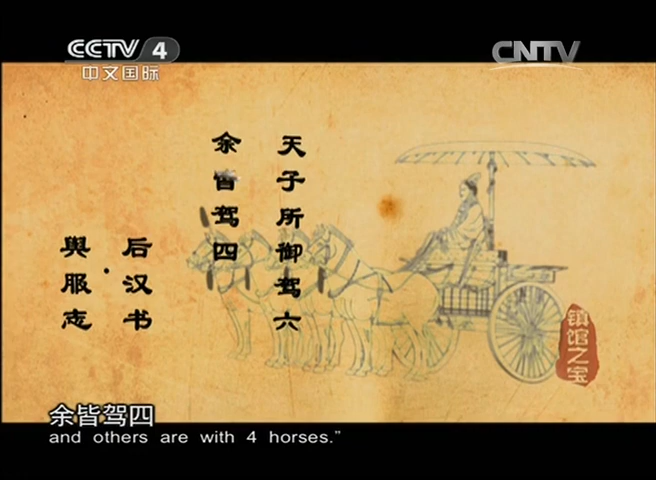 CCTV 4
中文国际
CNTV
天子所御驾六
余皆驾四
后汉书
·
舆服志
镇馆之宝
余皆驾四
and others are with 4 horses."